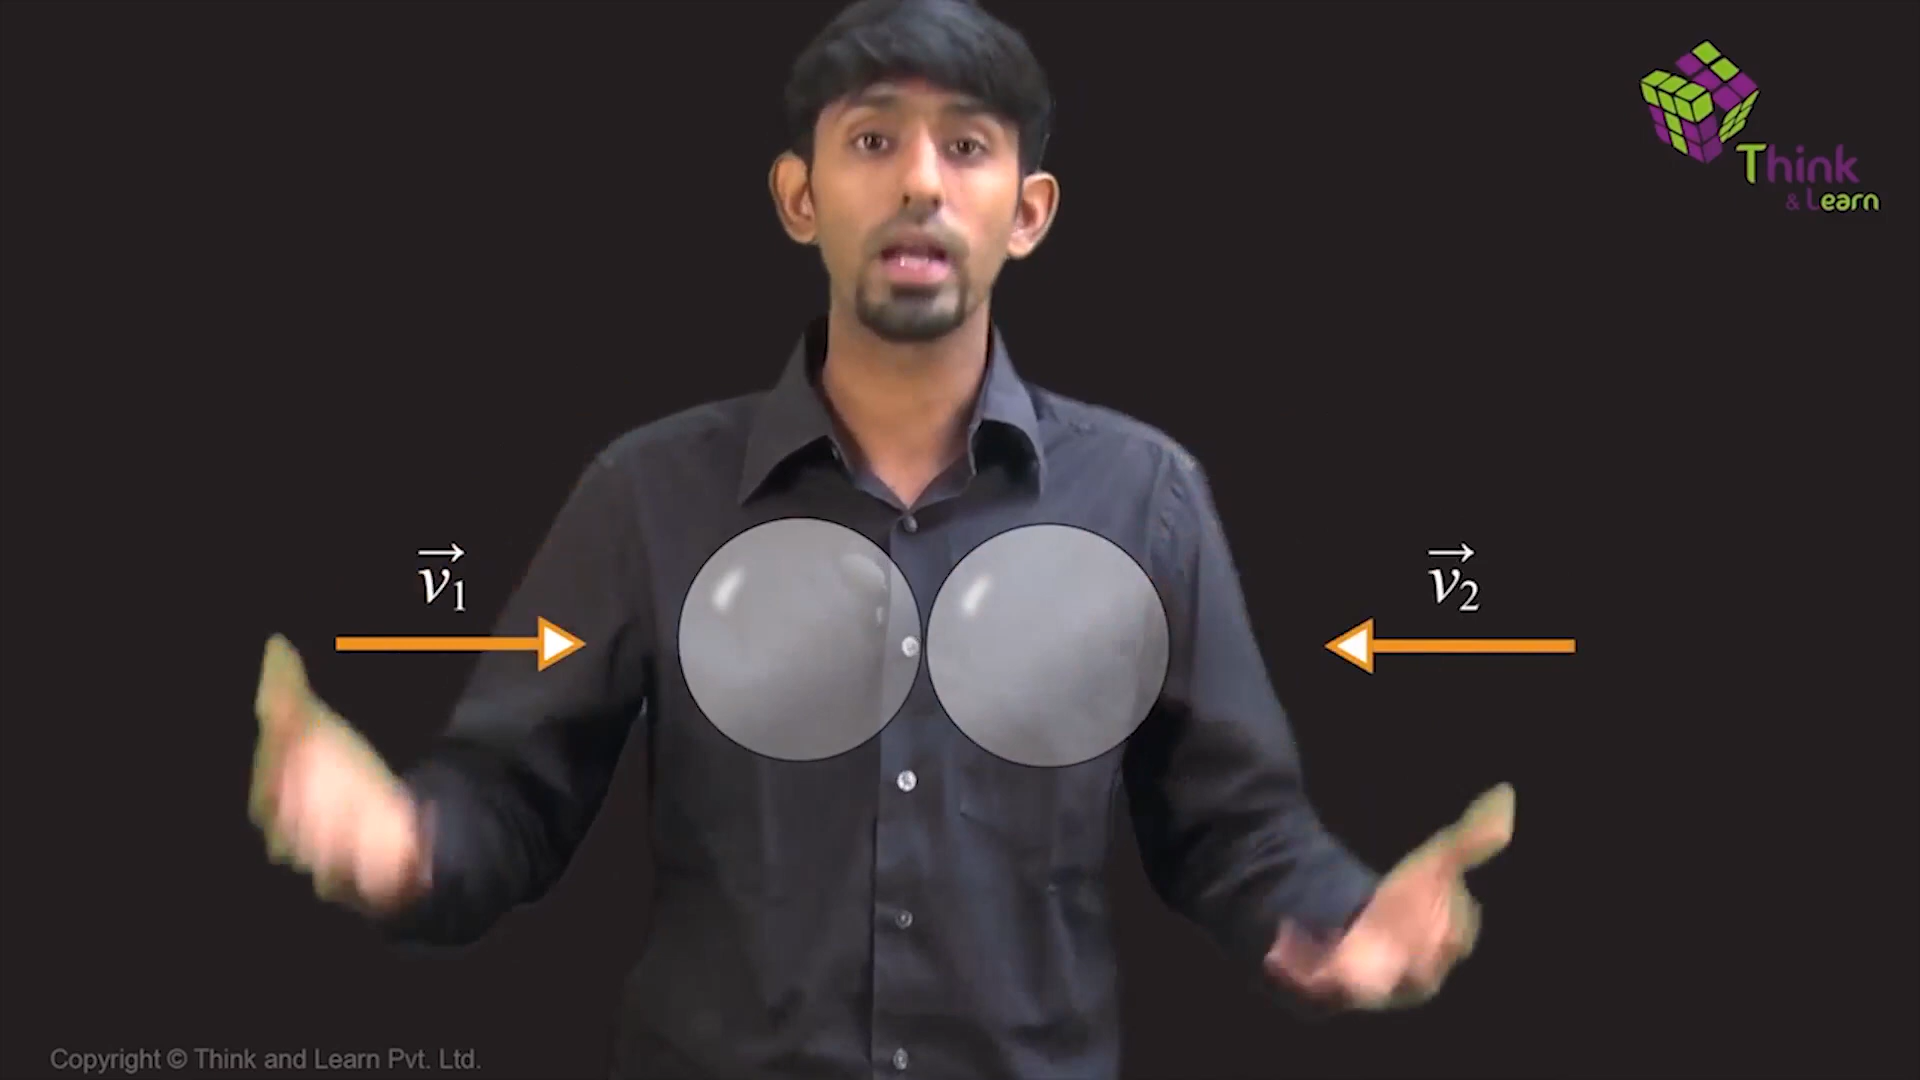 Think
& Learn
v⃗1
v⃗2
Copyright © Think and Learn Pvt. Ltd.